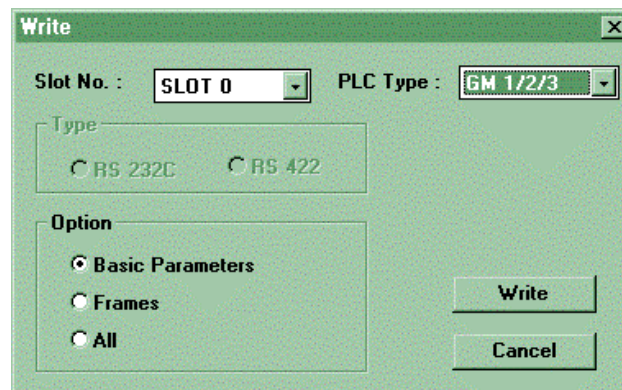 Write
Slot No. : SLOT 0 PLC Type : GM 1/2/3
Type
RS 232C RS 422
Option
Basic Parameters
Frames
All
Write
Cancel